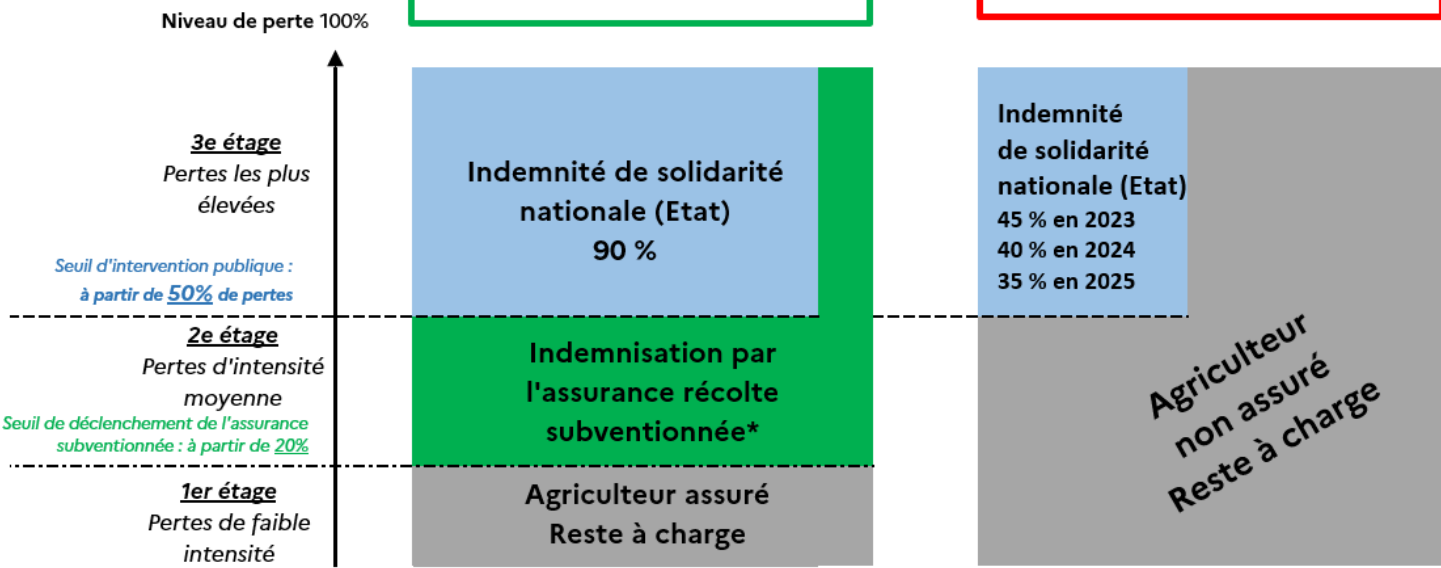 Niveau de perte 100%
3e étage
Pertes les plus
élevées
Seuil d'intervention publique :
à partir de 50% de pertes
2e étage
Pertes d'intensité
moyenne
Seuil de déclenchement de l'assurance
subventionnée : à partir de 20%
1er étage
Pertes de faible
intensité
Indemnité de solidarité
nationale (Etat)
90 %
Indemnisation par
l'assurance récolte
subventionnée*
Agriculteur assuré
Reste à charge
Indemnité
de solidarité
nationale (Etat)
45 % en 2023
40 % en 2024
35 % en 2025
Agriculteur
non assuré
Reste à charge